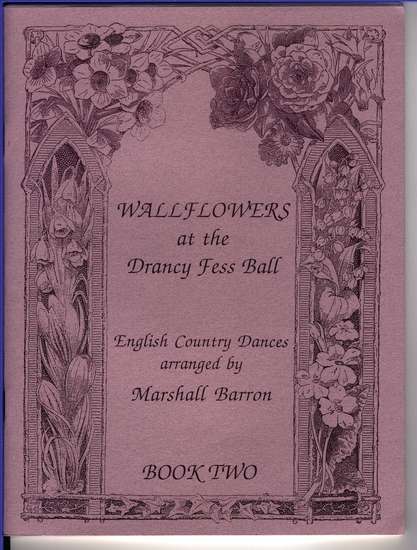 WALLFLOWERS
at the
Drancy Fess Ball
English Country Dances
arranged by
Marshall Barron
BOOK TWO